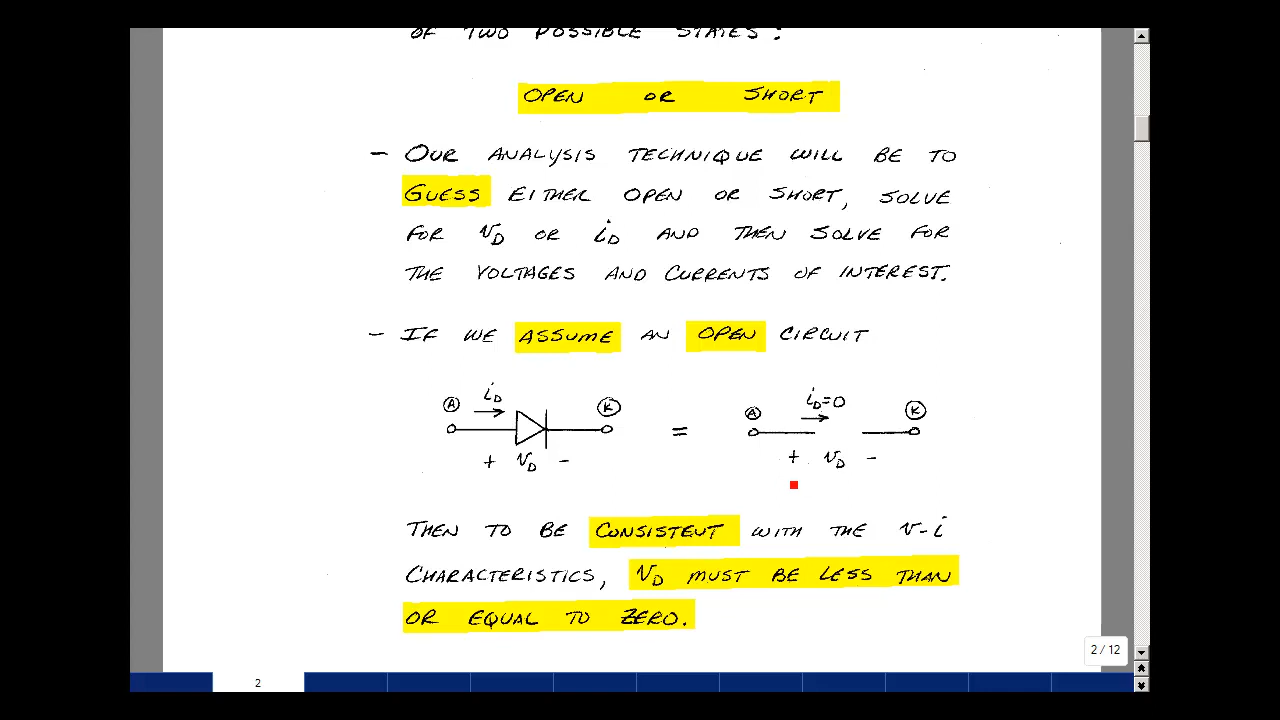 OF TWO POSSIBLE STATES:
OPEN OR SHORT
- OUR ANALYSIS TECHNIQUE WILL BE TO
GUESS EITHER OPEN OR SHORT, SOLVE
FOR VD OR iD AND THEN SOLVE FOR
THE VOLTAGES AND CURRENTS OF INTEREST.
- IF WE ASSUME AN OPEN CIRCUIT
A iD K
+ VD -
=
A iD=0 K
+ VD -
THEN TO BE CONSISTENT WITH THE V-i
CHARACTERISTICS, VD MUST BE LESS THAN
OR EQUAL TO ZERO.
2 / 12
2